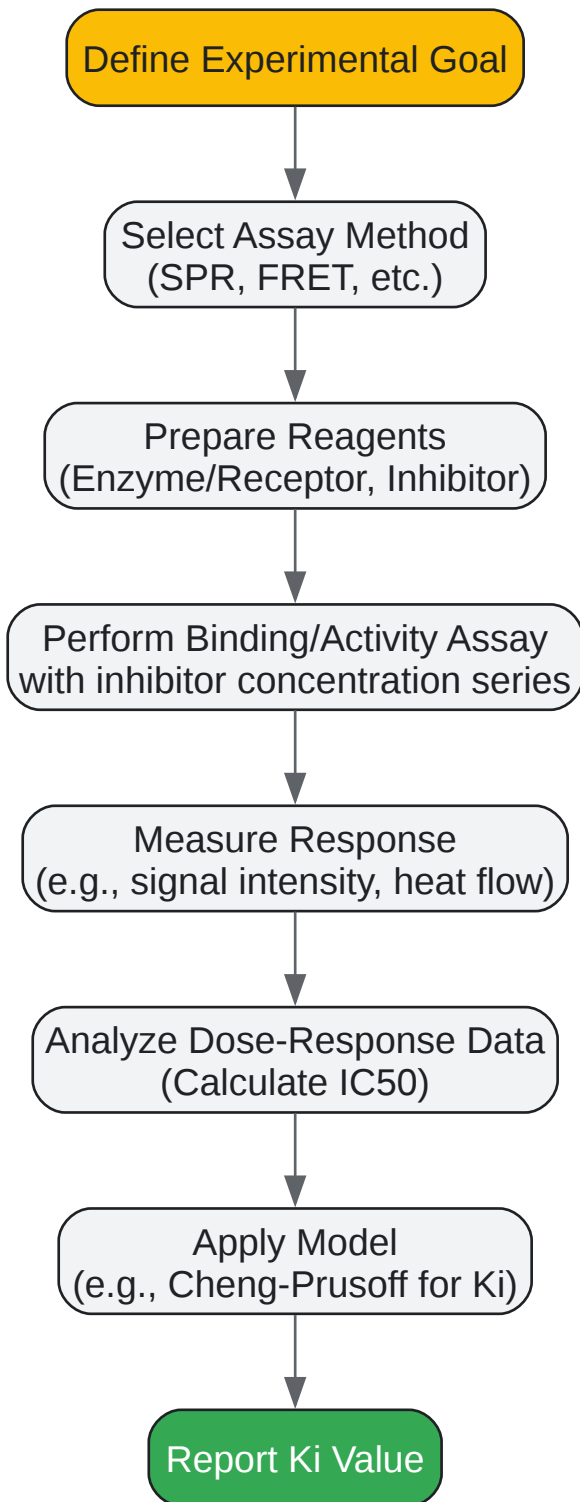 Define Experimental Goal
Select Assay Method
(SPR, FRET, etc.)
Prepare Reagents
(Enzyme/Receptor, Inhibitor)
Perform Binding/Activity Assay
with inhibitor concentration series
Measure Response
(e.g., signal intensity, heat flow)
Analyze Dose-Response Data
(Calculate IC50)
Apply Model
(e.g., Cheng-Prusoff for Ki)
Report Ki Value